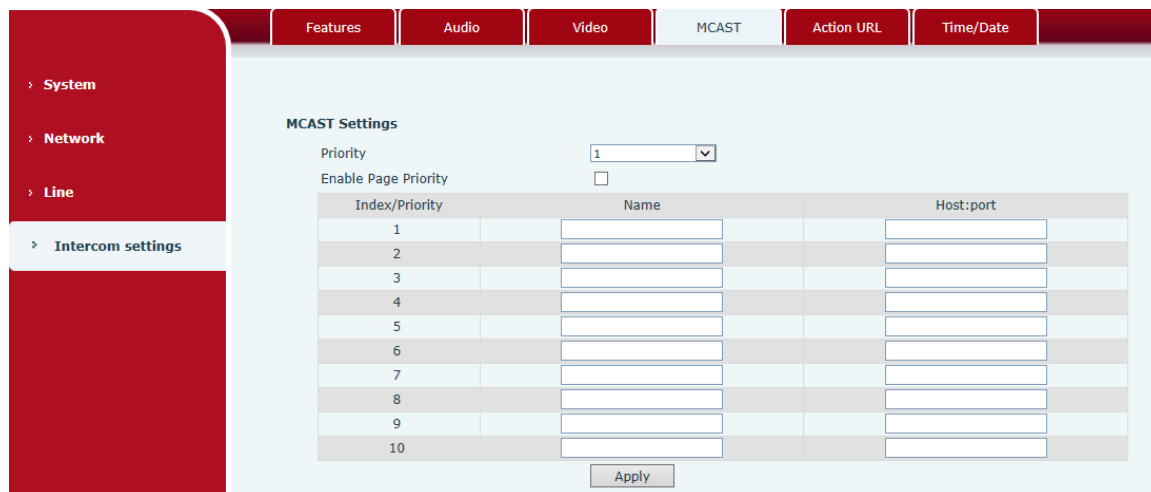 Features Audio Video MCAST Action URL Time/Date
› System
› Network
› Line
› Intercom settings
MCAST Settings
Priority 1
Enable Page Priority
Index/Priority Name Host:port
1
2
3
4
5
6
7
8
9
10
Apply